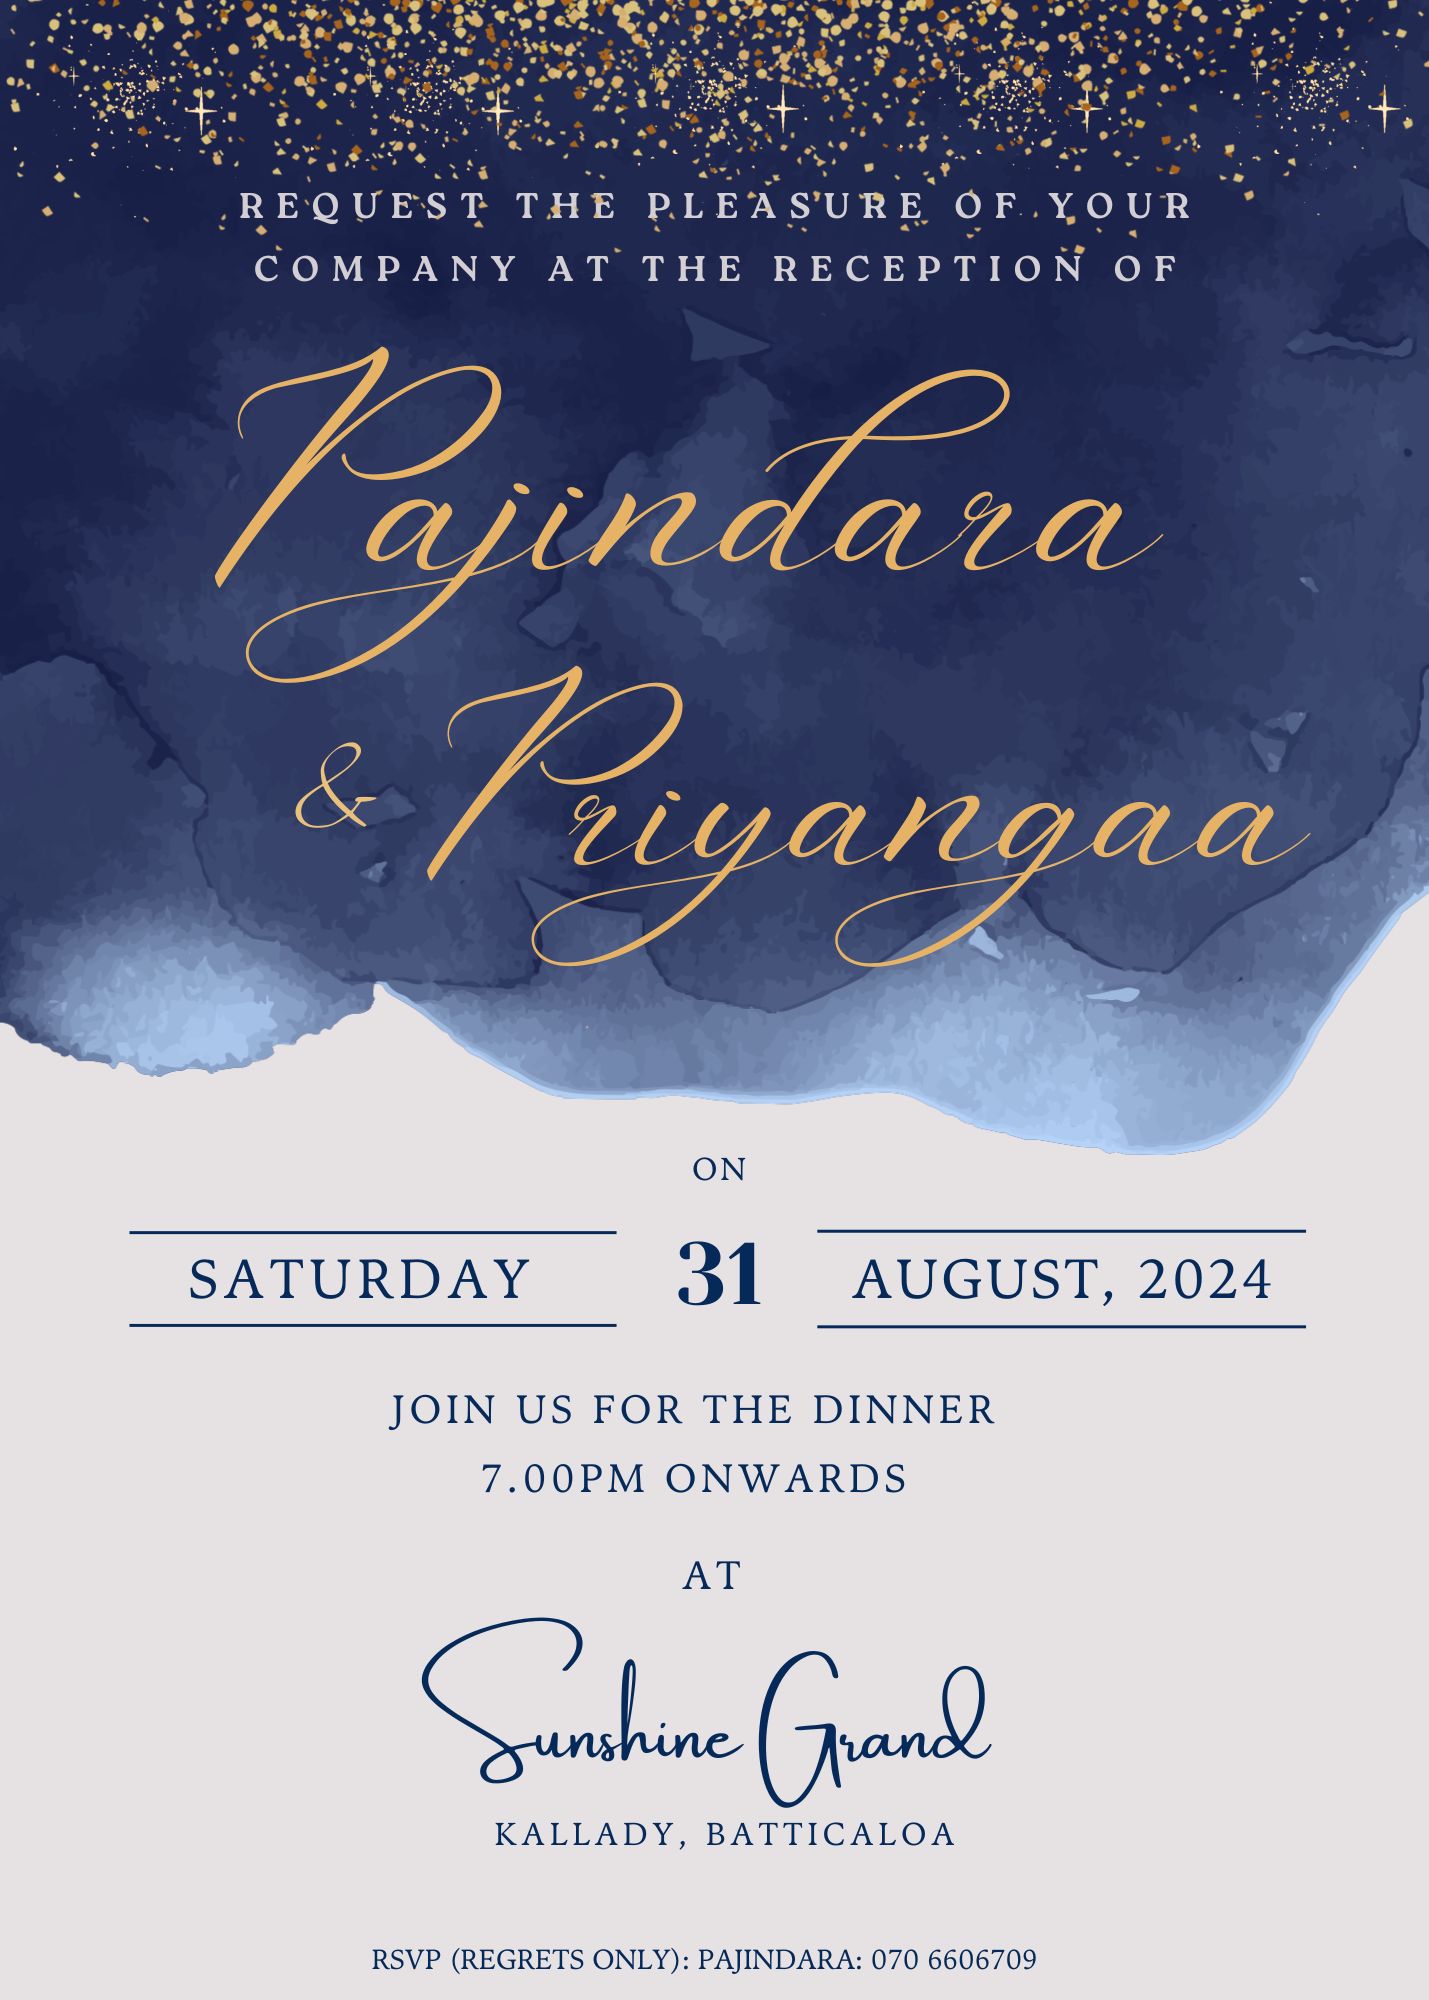 REQUEST THE PLEASURE OF YOUR
COMPANY AT THE RECEPTION OF
Pajindara
& Priyangaa
ON
SATURDAY 31 AUGUST, 2024
JOIN US FOR THE DINNER
7.00PM ONWARDS
AT
Sunshine Grand
KALLADY, BATTICALOA
RSVP (REGRETS ONLY): PAJINDARA: 070 6606709